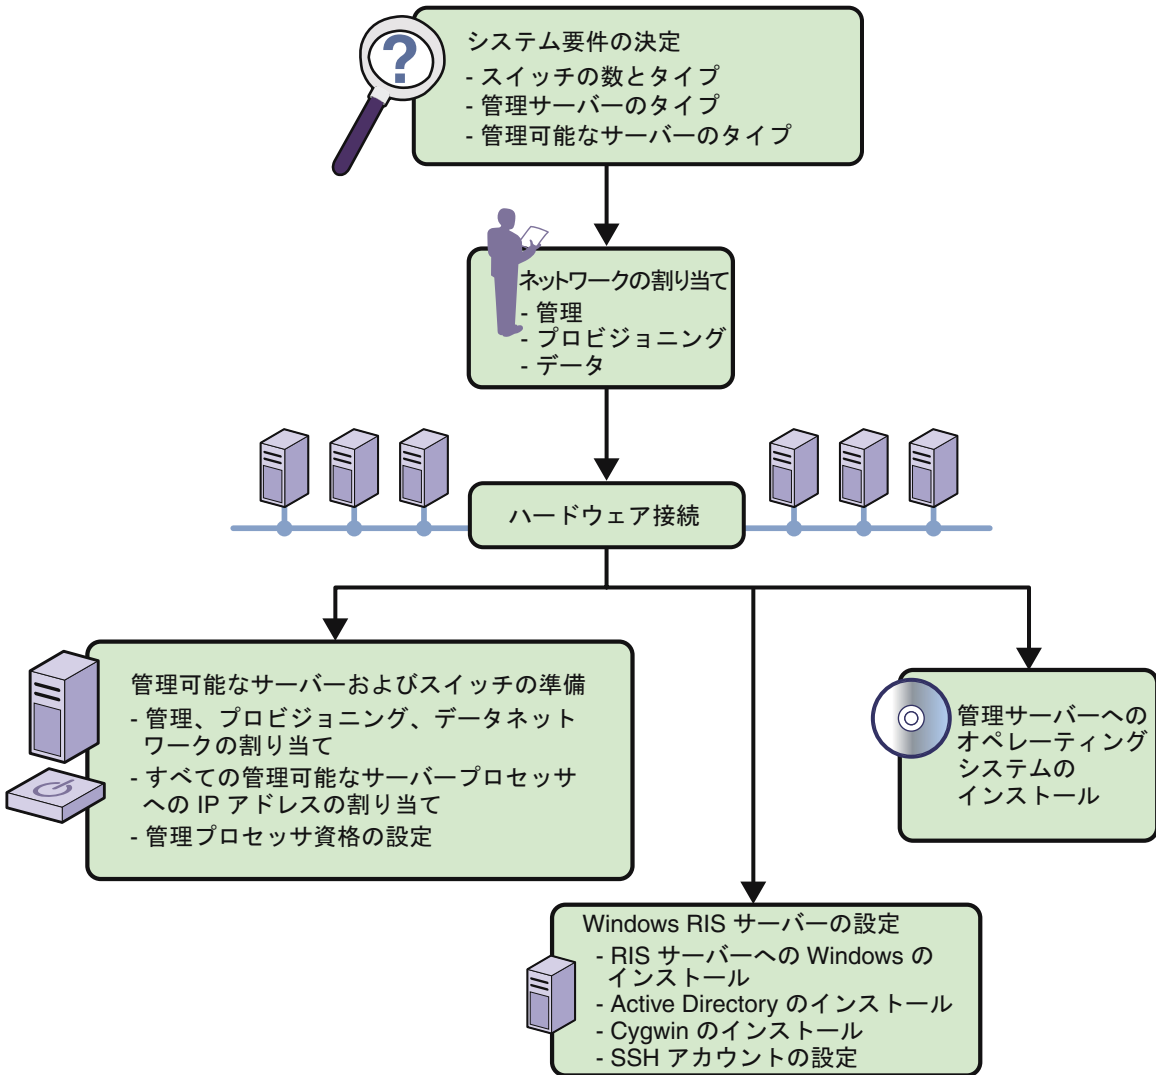 ?
システム要件の決定
- スイッチの数とタイプ
- 管理サーバーのタイプ
- 管理可能なサーバーのタイプ
ネットワークの割り当て
- 管理
- プロビジョニング
- データ
ハードウェア接続
管理可能なサーバーおよびスイッチの準備
- 管理、プロビジョニング、データネット
ワークの割り当て
- すべての管理可能なサーバープロセッサ
への IP アドレスの割り当て
- 管理プロセッサ資格の設定
管理サーバーへの
オペレーティング
システムの
インストール
Windows RIS サーバーの設定
- RIS サーバーへの Windows の
インストール
- Active Directory のインストール
- Cygwin のインストール
- SSH アカウントの設定